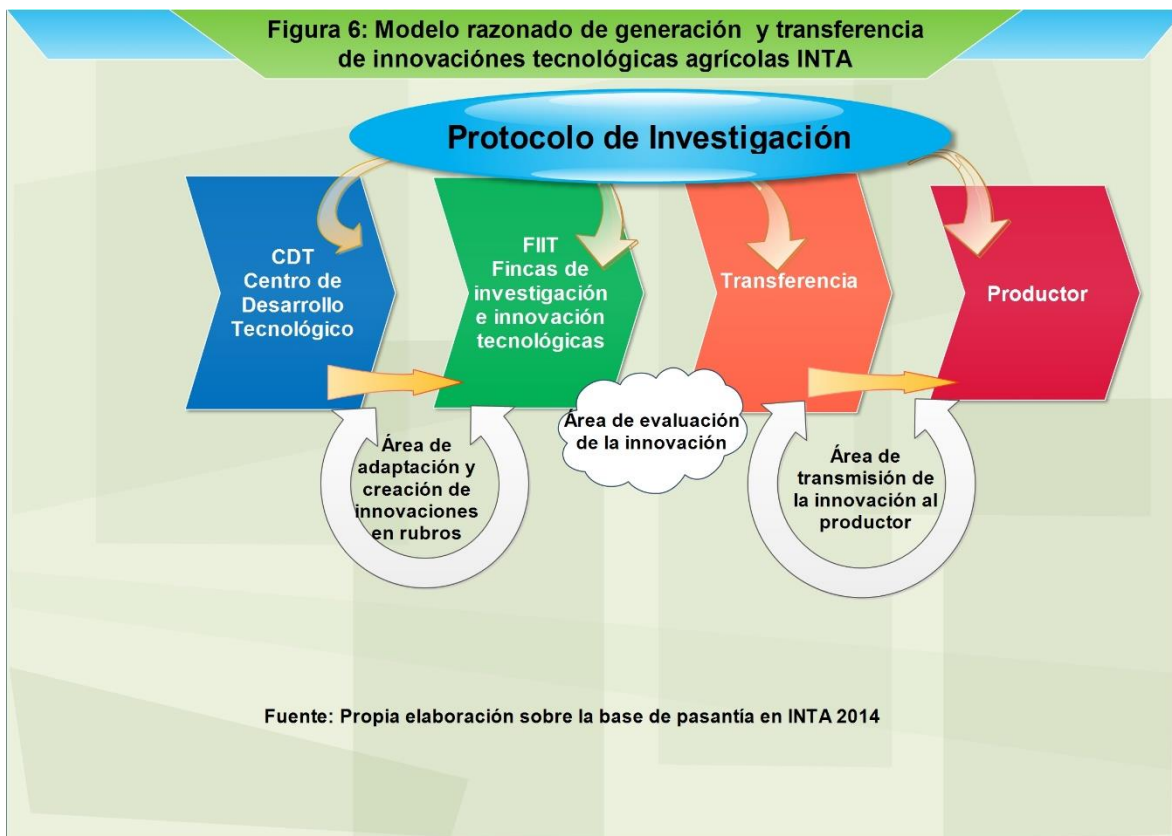 Figura 6: Modelo razonado de generación y transferencia
de innovaciónes tecnológicas agrícolas INTA
Protocolo de Investigación
CDT
Centro de
Desarrollo
Tecnológico
FIIT
Fincas de
investigación
e innovación
tecnológicas
Transferencia
Productor
Área de
adaptación y
creación de
innovaciones
en rubros
Área de evaluación
de la innovación
Área de
transmisión de
la innovación al
productor
Fuente: Propia elaboración sobre la base de pasantía en INTA 2014